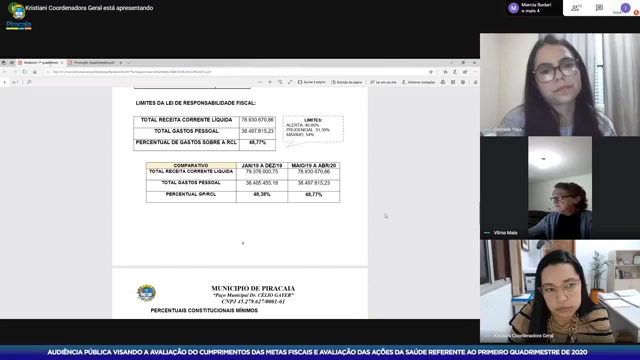 Kristiani Coordenadora Geral está apresentando
Piracaia
Marcia Badari
e mais 4
LIMITES DA LEI DE RESPONSABILIDADE FISCAL:
TOTAL RECEITA CORRENTE LÍQUIDA 78.930.670,86
TOTAL GASTOS PESSOAL 38.497.815,23
PERCENTUAL DE GASTOS SOBRE A RCL 48,77%
LIMITES:
ALERTA: 48,60%
PRUDENCIAL: 51,30%
MÁXIMO: 54%
COMPARATIVO JAN/19 A DEZ/19 MAIO/19 A ABR/20
TOTAL RECEITA CORRENTE LÍQUIDA 79.378.000,75 78.930.670,86
TOTAL GASTOS PESSOAL 38.405.455,18 38.497.815,23
PERCENTUAL GP/RCL 48,38% 48,77%
4
MUNICIPIO DE PIRACAIA
"Paço Municipal Dr. CÉLIO GAYER"
CNPJ 45.279.627/0001-61
PERCENTUAIS CONSTITUCIONAIS MÍNIMOS
Vilma Maia
Kristiani Coordenadora Geral
AUDIÊNCIA PÚBLICA VISANDO A AVALIAÇÃO DO CUMPRIMENTOS DAS METAS FISCAIS E AVALIAÇÃO DAS AÇÕES DA SAÚDE REFERENTE AO PRIMEIRO QUADRIMESTRE DE 2020